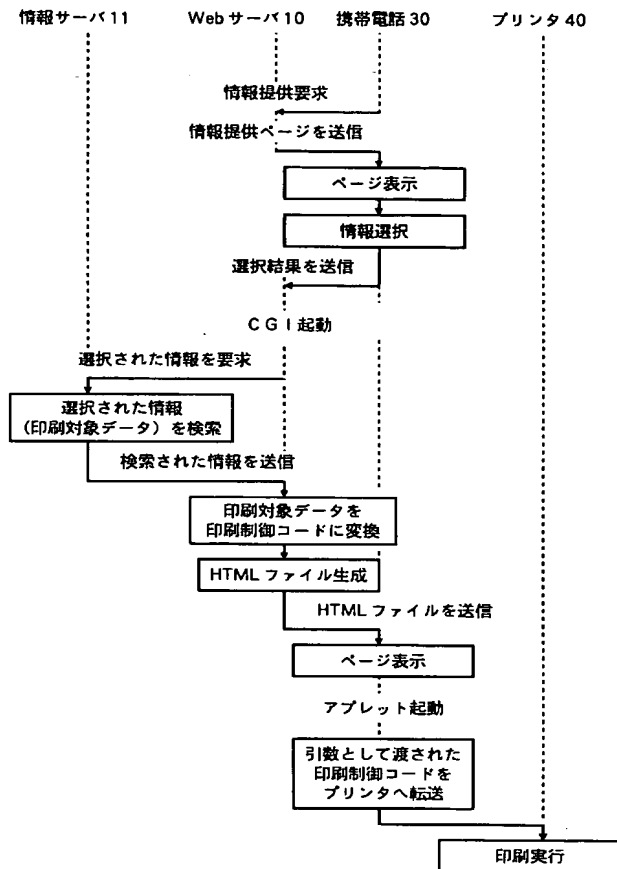 情報サーバ11 Webサーバ10 携帯電話30 プリンタ40
情報提供要求
情報提供ページを送信
ページ表示
情報選択
選択結果を送信
CGI起動
選択された情報を要求
選択された情報
(印刷対象データ)を検索
検索された情報を送信
印刷対象データを
印刷制御コードに変換
HTMLファイル生成
HTMLファイルを送信
ページ表示
アプレット起動
引数として渡された
印刷制御コードを
プリンタへ転送
印刷実行